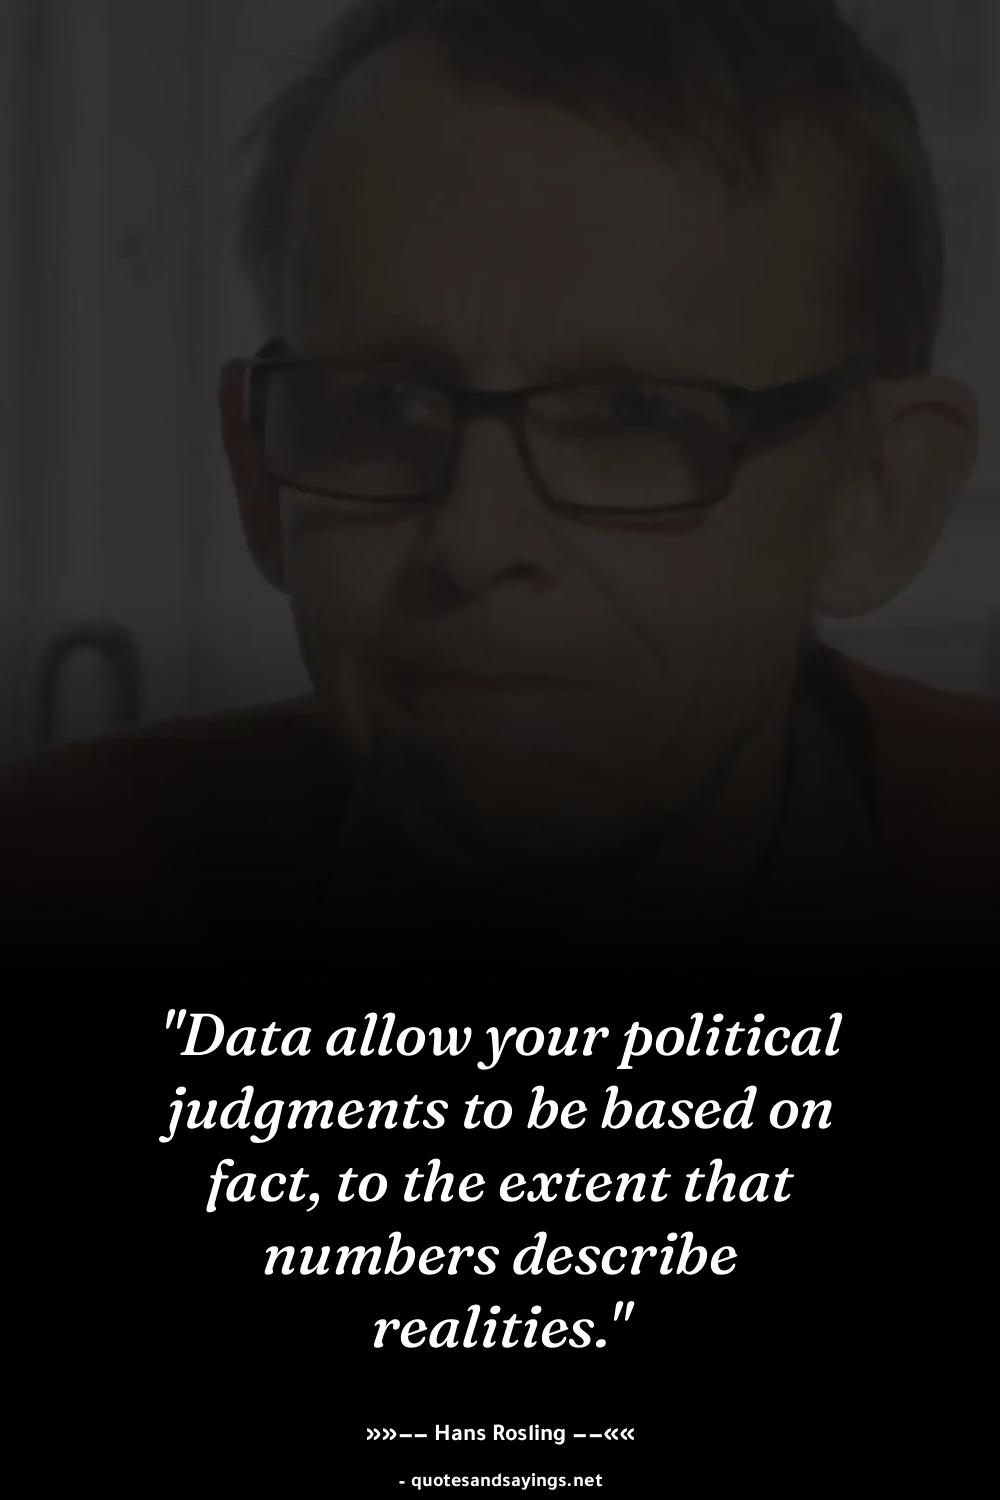 "Data allow your political
judgments to be based on
fact, to the extent that
numbers describe
realities."
»»−− Hans Rosling −−««
- quotesandsayings.net